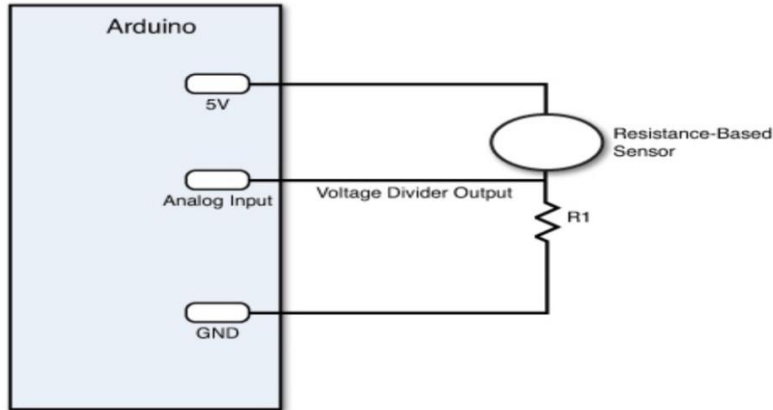 Arduino
5V
Resistance-Based
Sensor
Analog Input
Voltage Divider Output
R1
GND